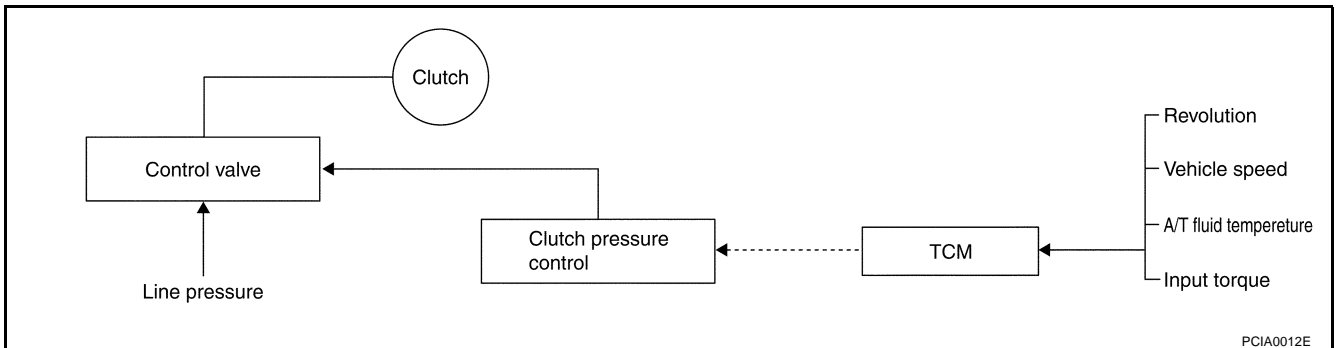 Clutch
Revolution
Control valve
Vehicle speed
A/T fluid tempereture
Clutch pressure
control
TCM
Line pressure
Input torque
PCIA0012E